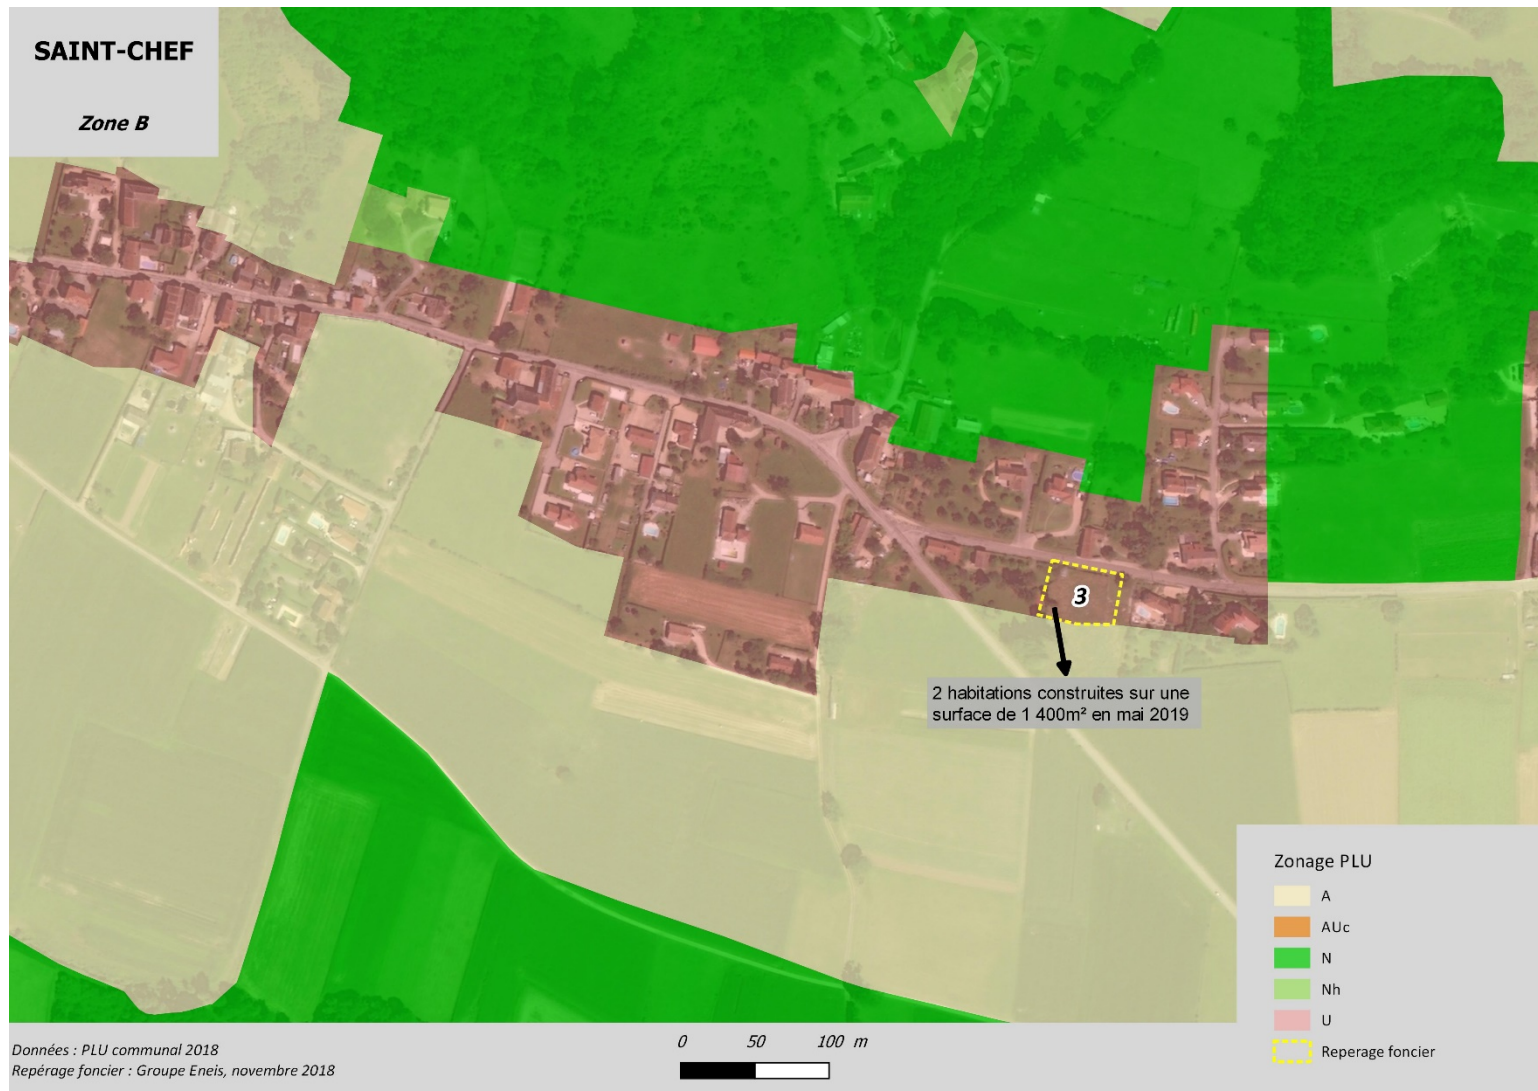 SAINT-CHEF
Zone B
3
2 habitations construites sur une
surface de 1 400m² en mai 2019
Zonage PLU
A
AUc
N
Nh
U
Reperage foncier
0 50 100 m
Données : PLU communal 2018
Repérage foncier : Groupe Eneis, novembre 2018